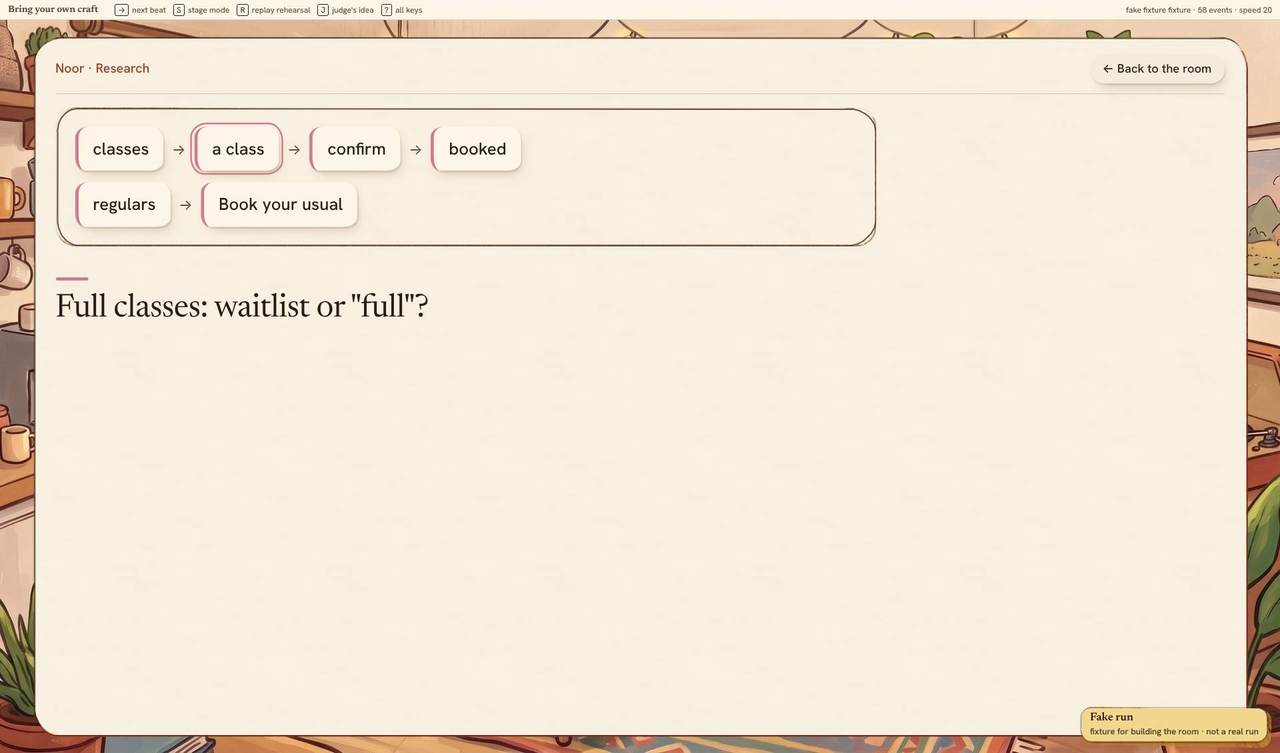 Bring your own craft → next beat S stage mode R replay rehearsal J judge's idea ? all keys fake fixture fixture · 58 events · speed 20
Noor · Research ← Back to the room
classes → a class → confirm → booked
regulars → Book your usual
Full classes: waitlist or "full"?
Fake run
fixture for building the room · not a real run